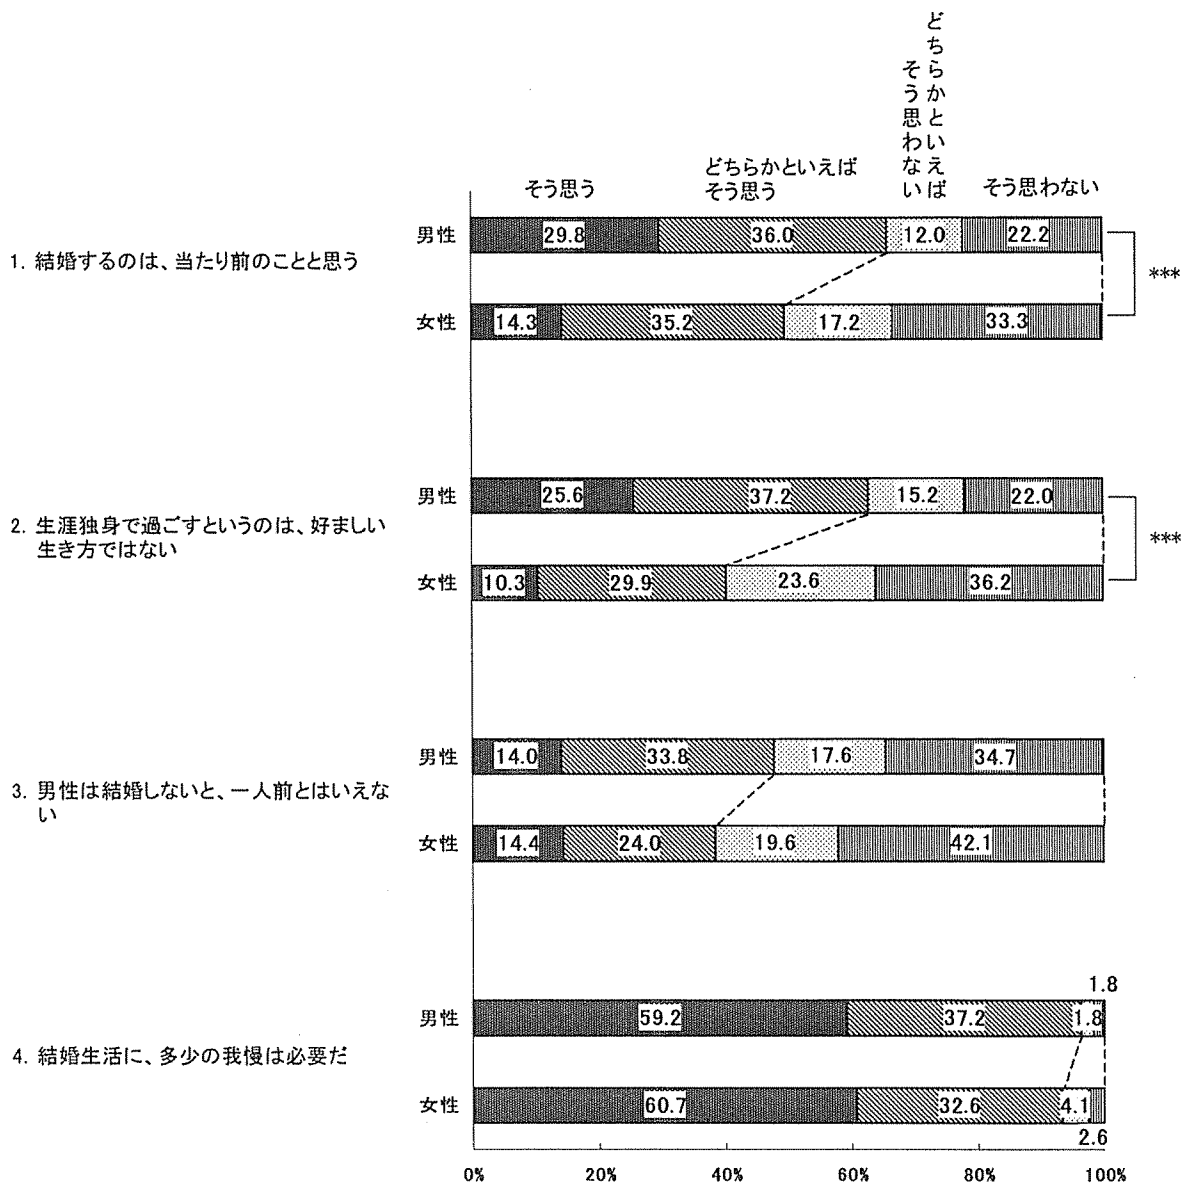 どちらかといえば
そう思わない
そう思う
どちらかといえば
そう思う
そう思わない
男性
29.8
36.0
12.0
22.2
1. 結婚するのは、当たり前のことと思う
***
女性
14.3
35.2
17.2
33.3
男性
25.6
37.2
15.2
22.0
2. 生涯独身で過ごすというのは、好ましい
生き方ではない
***
女性
10.3
29.9
23.6
36.2
男性
14.0
33.8
17.6
34.7
3. 男性は結婚しないと、一人前とはいえな
い
女性
14.4
24.0
19.6
42.1
1.8
男性
59.2
37.2
1.8
4. 結婚生活に、多少の我慢は必要だ
女性
60.7
32.6
4.1
2.6
0%
20%
40%
60%
80%
100%